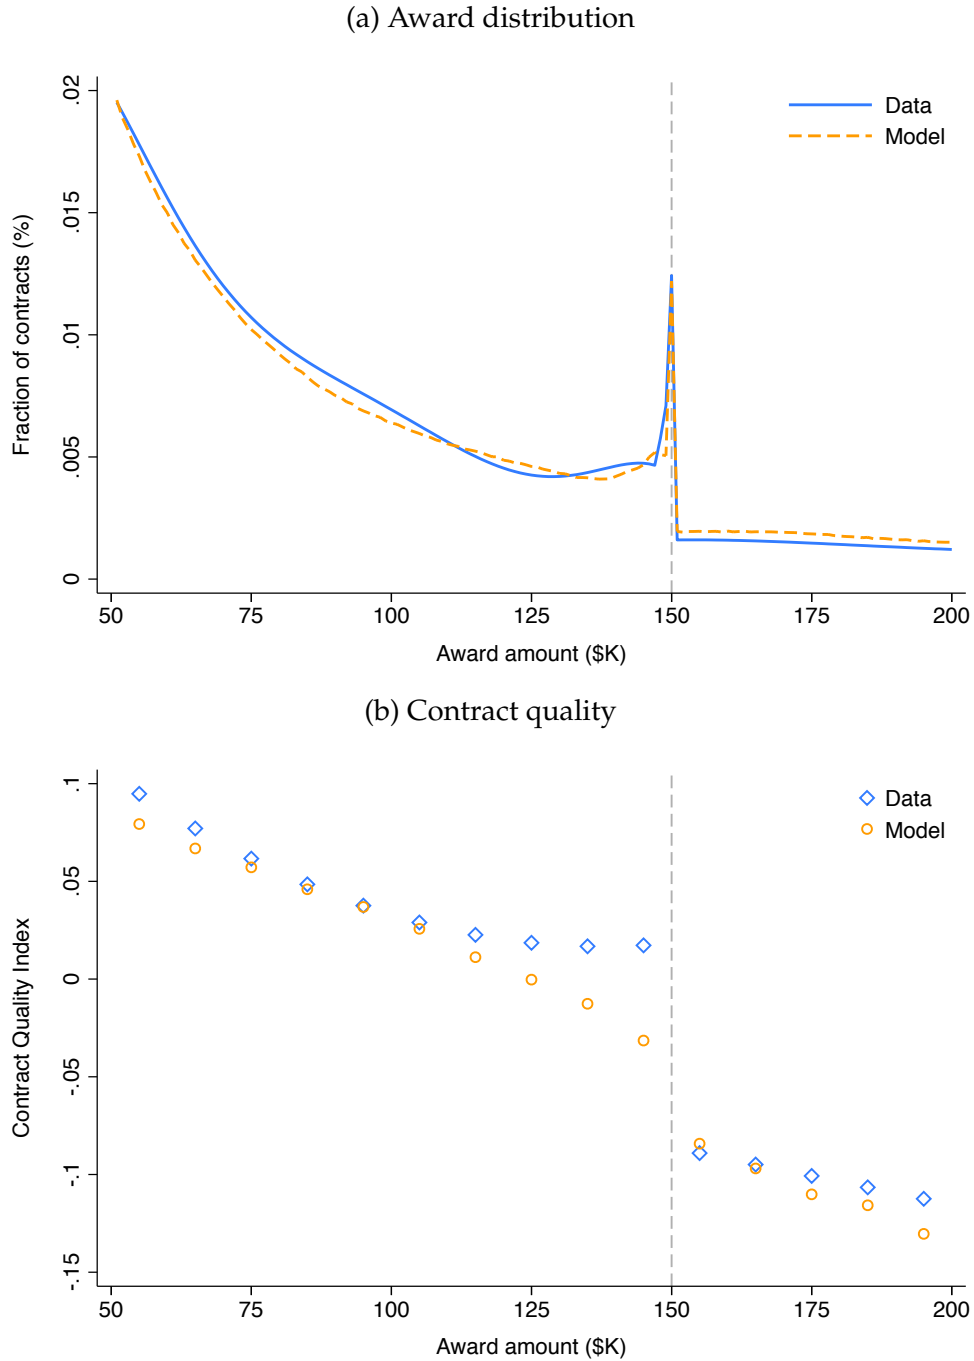 (a) Award distribution
.02
.015
.01
.005
0
Fraction of contracts (%)
Data
Model
50 75 100 125 150 175 200
Award amount ($K)
(b) Contract quality
.1
.05
0
-.05
-.1
-.15
Contract Quality Index
Data
Model
50 75 100 125 150 175 200
Award amount ($K)